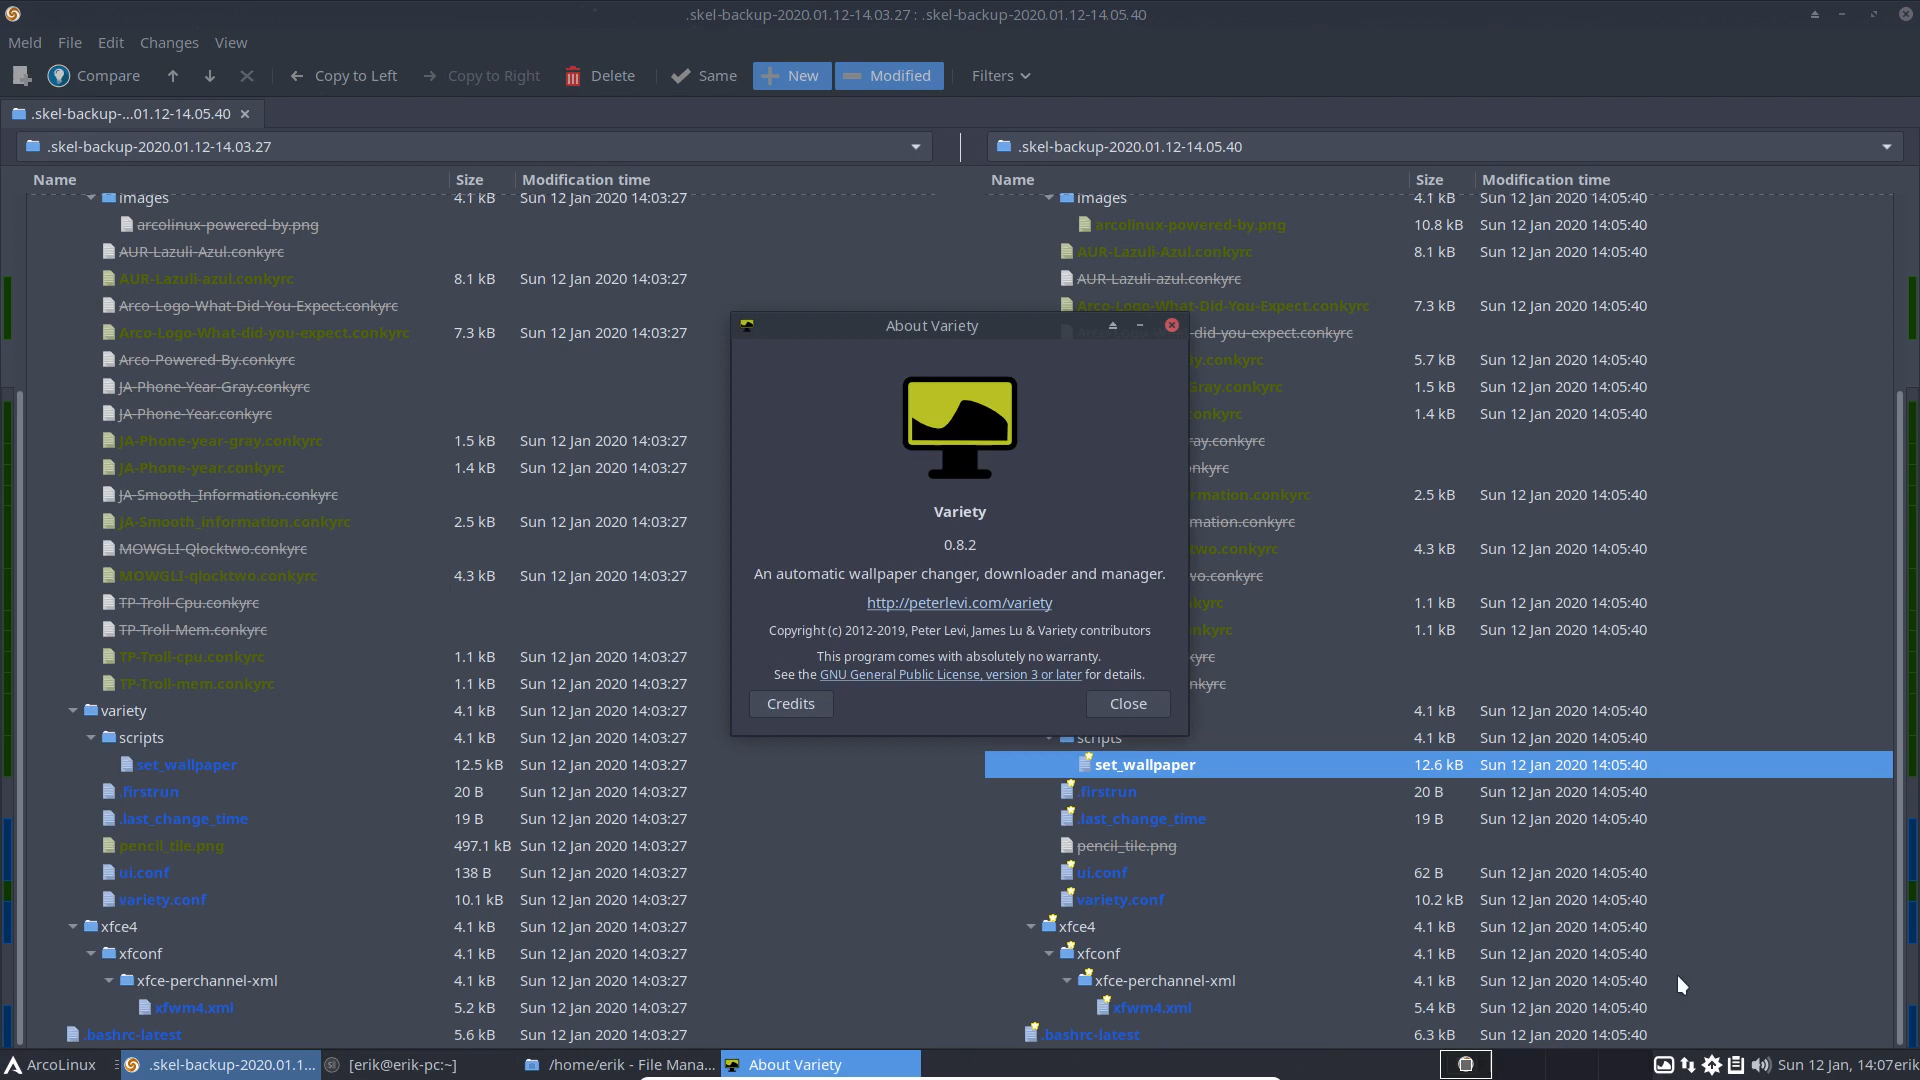 .skel-backup-2020.01.12-14.03.27 : .skel-backup-2020.01.12-14.05.40
Meld File Edit Changes View
Compare Copy to Left Copy to Right Delete Same New Modified Filters
.skel-backup-...01.12-14.05.40
.skel-backup-2020.01.12-14.03.27 .skel-backup-2020.01.12-14.05.40
Name Size Modification time Name Size Modification time
images 4.1 kB Sun 12 Jan 2020 14:03:27 images 4.1 kB Sun 12 Jan 2020 14:05:40
arcolinux-powered-by.png arcolinux-powered-by.png 10.8 kB Sun 12 Jan 2020 14:05:40
AUR-Lazuli-Azul.conkyrc AUR-Lazuli-Azul.conkyrc 8.1 kB Sun 12 Jan 2020 14:05:40
AUR-Lazuli-azul.conkyrc 8.1 kB Sun 12 Jan 2020 14:03:27 AUR-Lazuli-azul.conkyrc
Arco-Logo-What-Did-You-Expect.conkyrc Arco-Logo-What-Did-You-Expect.conkyrc 7.3 kB Sun 12 Jan 2020 14:05:40
Arco-Logo-What-did-you-expect.conkyrc 7.3 kB Sun 12 Jan 2020 14:03:27 -did-you-expect.conkyrc
Arco-Powered-By.conkyrc y.conkyrc 5.7 kB Sun 12 Jan 2020 14:05:40
JA-Phone-Year-Gray.conkyrc Gray.conkyrc 1.5 kB Sun 12 Jan 2020 14:05:40
JA-Phone-Year.conkyrc onkyrc 1.4 kB Sun 12 Jan 2020 14:05:40
JA-Phone-year-gray.conkyrc 1.5 kB Sun 12 Jan 2020 14:03:27 ray.conkyrc
JA-Phone-year.conkyrc 1.4 kB Sun 12 Jan 2020 14:03:27 nkyrc
JA-Smooth_Information.conkyrc rmation.conkyrc 2.5 kB Sun 12 Jan 2020 14:05:40
JA-Smooth_information.conkyrc 2.5 kB Sun 12 Jan 2020 14:03:27 mation.conkyrc
MOWGLI-Qlocktwo.conkyrc two.conkyrc 4.3 kB Sun 12 Jan 2020 14:05:40
MOWGLI-qlocktwo.conkyrc 4.3 kB Sun 12 Jan 2020 14:03:27 wo.conkyrc
TP-Troll-Cpu.conkyrc kyrc 1.1 kB Sun 12 Jan 2020 14:05:40
TP-Troll-Mem.conkyrc nkyrc 1.1 kB Sun 12 Jan 2020 14:05:40
TP-Troll-cpu.conkyrc 1.1 kB Sun 12 Jan 2020 14:03:27 kyrc
TP-Troll-mem.conkyrc 1.1 kB Sun 12 Jan 2020 14:03:27 nkyrc
variety 4.1 kB Sun 12 Jan 2020 14:03:27 4.1 kB Sun 12 Jan 2020 14:05:40
scripts 4.1 kB Sun 12 Jan 2020 14:03:27 scripts 4.1 kB Sun 12 Jan 2020 14:05:40
set_wallpaper 12.5 kB Sun 12 Jan 2020 14:03:27 set_wallpaper 12.6 kB Sun 12 Jan 2020 14:05:40
.firstrun 20 B Sun 12 Jan 2020 14:03:27 .firstrun 20 B Sun 12 Jan 2020 14:05:40
.last_change_time 19 B Sun 12 Jan 2020 14:03:27 .last_change_time 19 B Sun 12 Jan 2020 14:05:40
pencil_tile.png 497.1 kB Sun 12 Jan 2020 14:03:27 pencil_tile.png
ui.conf 138 B Sun 12 Jan 2020 14:03:27 ui.conf 62 B Sun 12 Jan 2020 14:05:40
variety.conf 10.1 kB Sun 12 Jan 2020 14:03:27 variety.conf 10.2 kB Sun 12 Jan 2020 14:05:40
xfce4 4.1 kB Sun 12 Jan 2020 14:03:27 xfce4 4.1 kB Sun 12 Jan 2020 14:05:40
xfconf 4.1 kB Sun 12 Jan 2020 14:03:27 xfconf 4.1 kB Sun 12 Jan 2020 14:05:40
xfce-perchannel-xml 4.1 kB Sun 12 Jan 2020 14:03:27 xfce-perchannel-xml 4.1 kB Sun 12 Jan 2020 14:05:40
xfwm4.xml 5.2 kB Sun 12 Jan 2020 14:03:27 xfwm4.xml 5.4 kB Sun 12 Jan 2020 14:05:40
.bashrc-latest 5.6 kB Sun 12 Jan 2020 14:03:27 .bashrc-latest 6.3 kB Sun 12 Jan 2020 14:05:40
About Variety
Variety
0.8.2
An automatic wallpaper changer, downloader and manager.
http://peterlevi.com/variety
Copyright (c) 2012-2019, Peter Levi, James Lu & Variety contributors
This program comes with absolutely no warranty.
See the GNU General Public License, version 3 or later for details.
Credits Close
ArcoLinux .skel-backup-2020.01.1... [erik@erik-pc:~] /home/erik - File Mana... About Variety Sun 12 Jan, 14:07 erik